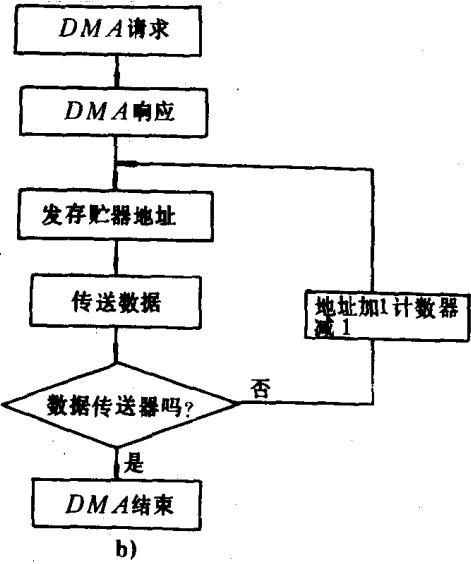 DMA请求
DMA响应
发存贮器地址
传送数据
地址加1计数器
减1
数据传送器吗?
否
是
DMA结束
b)